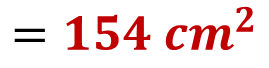 = 154 cm²